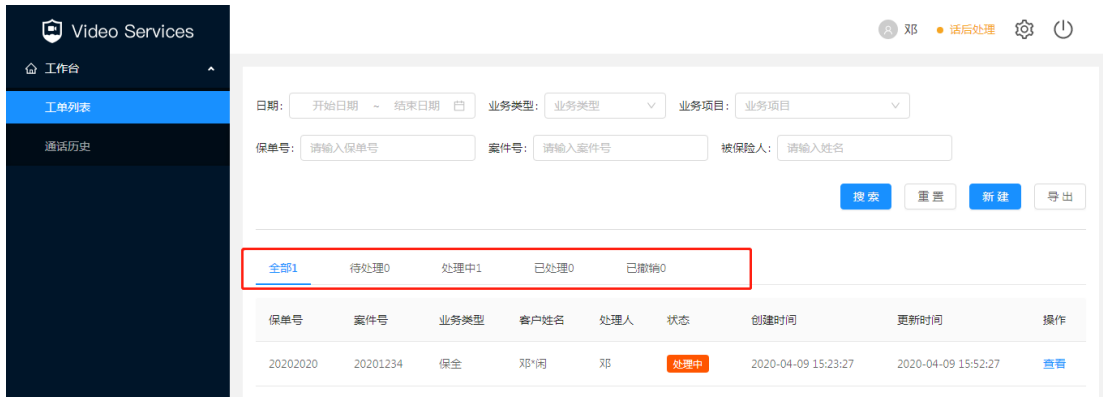 Video Services
邓 话后处理
工作台
工单列表
通话历史
日期: 开始日期 ~ 结束日期 业务类型: 业务类型 业务项目: 业务项目
保单号: 请输入保单号 案件号: 请输入案件号 被保险人: 请输入姓名
搜索 重置 新建 导出
全部1 待处理0 处理中1 已处理0 已撤销0
保单号 案件号 业务类型 客户姓名 处理人 状态 创建时间 更新时间 操作
20202020 20201234 保全 邓*闲 邓 处理中 2020-04-09 15:23:27 2020-04-09 15:52:27 查看